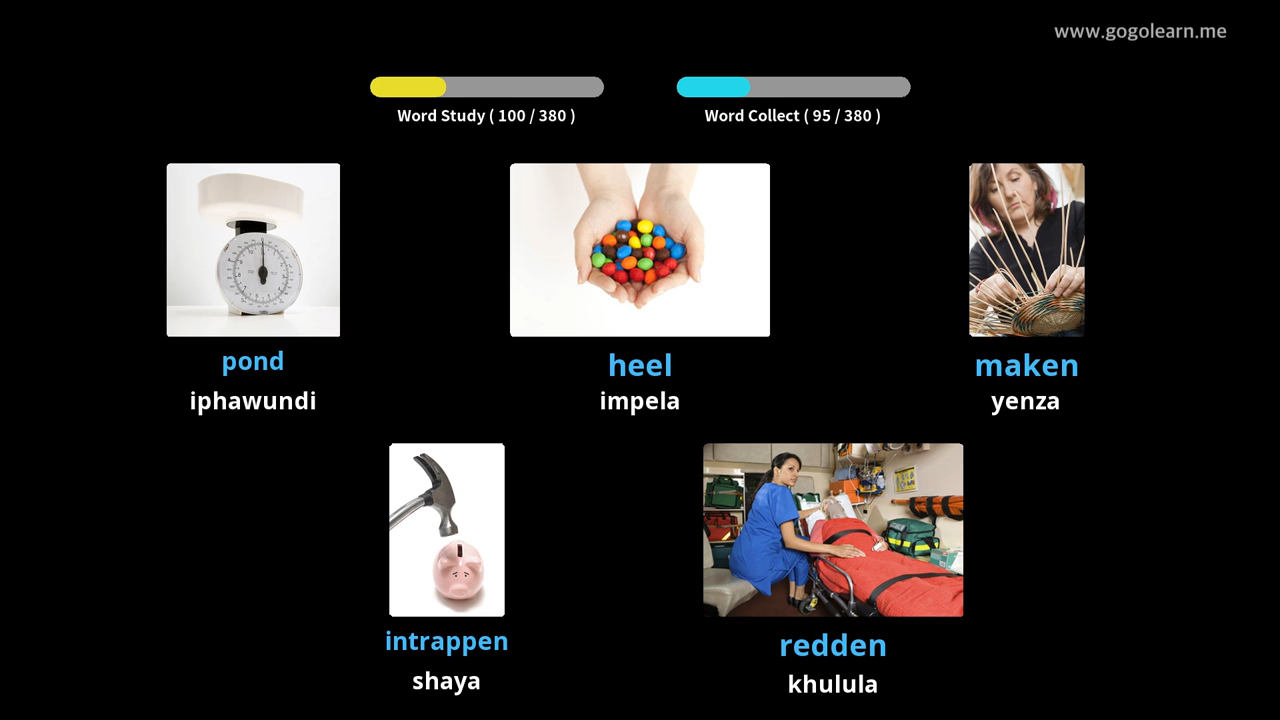 www.gogolearn.me
Word Study ( 100 / 380 )
Word Collect ( 95 / 380 )
pond
iphawundi
heel
impela
maken
yenza
intrappen
shaya
redden
khulula